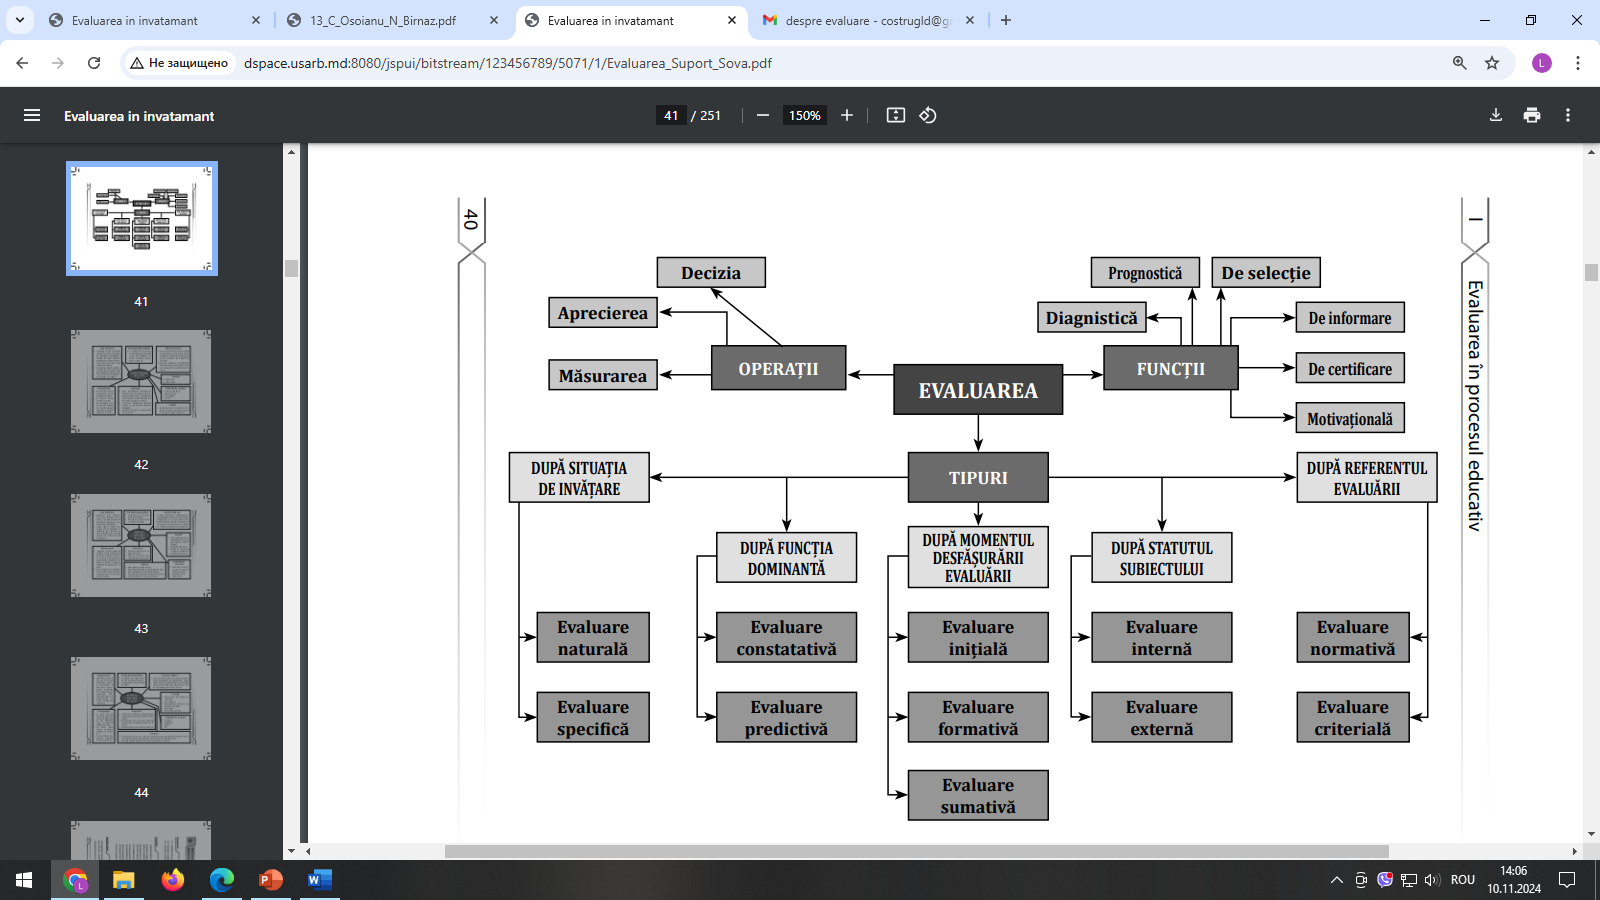 Evaluarea in invatamant
13_C_Osoianu_N_Birnaz.pdf
Evaluarea in invatamant
despre evaluare - costrugld@g
Не защищено
dspace.usarb.md:8080/jspui/bitstream/123456789/5071/1/Evaluarea_Suport_Sova.pdf
L
Evaluarea in invatamant
41 / 251
150%
41
42
43
44
40
I
Evaluarea în procesul educativ
Decizia
Aprecierea
Măsurarea
OPERAȚII
EVALUAREA
FUNCȚII
Prognostică
De selecție
Diagnistică
De informare
De certificare
Motivațională
TIPURI
DUPĂ SITUAȚIA
DE INVĂȚARE
Evaluare
naturală
Evaluare
specifică
DUPĂ FUNCȚIA
DOMINANTĂ
Evaluare
constatativă
Evaluare
predictivă
DUPĂ MOMENTUL
DESFĂȘURĂRII
EVALUĂRII
Evaluare
inițială
Evaluare
formativă
Evaluare
sumativă
DUPĂ STATUTUL
SUBIECTULUI
Evaluare
internă
Evaluare
externă
DUPĂ REFERENTUL
EVALUĂRII
Evaluare
normativă
Evaluare
criterială
L
P
W
ROU
14:06
10.11.2024